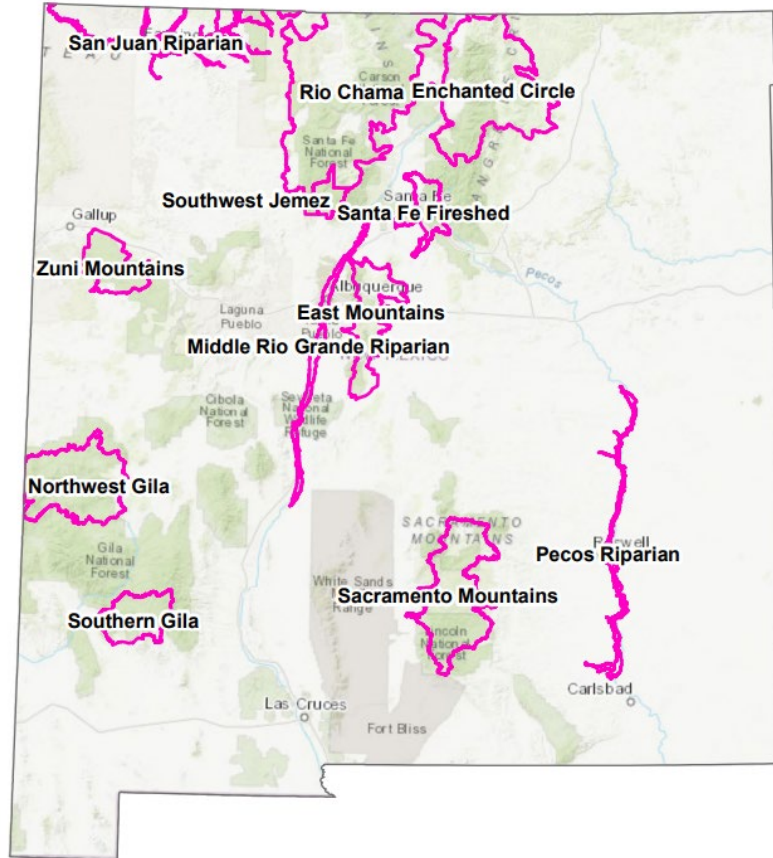 San Juan Riparian
Rio Chama
Enchanted Circle
Carson
Santa Fe
National
Forest
Southwest Jemez
Santa Fe
Santa Fe Fireshed
Gallup
Zuni Mountains
Pecos
Albuquerque
Laguna
Pueblo
East Mountains
Middle Rio Grande Riparian
Cibola
National
Forest
Sevilleta
National
Wildlife
Refuge
Northwest Gila
SACRAMENTO
MOUNTAINS
Roswell
Pecos Riparian
Gila
National
Forest
White Sands
Range
Sacramento Mountains
Southern Gila
Lincoln
National
Forest
Carlsbad
Las Cruces
Fort Bliss